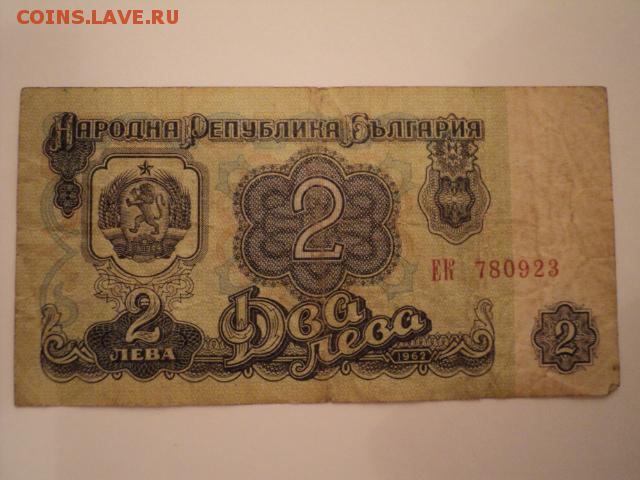 COINS.LAVE.RU
НАРОДНА РЕПУБЛИКА БЪЛГАРИЯ
2
ЕК 780923
2
ЛЕВА
Два
лева
1962
2